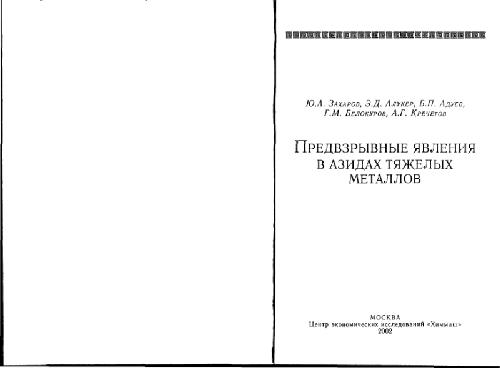 Ю.А. Захаров, Э.Д. Алукер, Б.П. Адуев,
Г.М. Белокуров, А.Г. Кречетов
ПРЕДВЗРЫВНЫЕ ЯВЛЕНИЯ
В АЗИДАХ ТЯЖЕЛЫХ
МЕТАЛЛОВ
МОСКВА
Центр экономических исследований «Химмаш»
2002